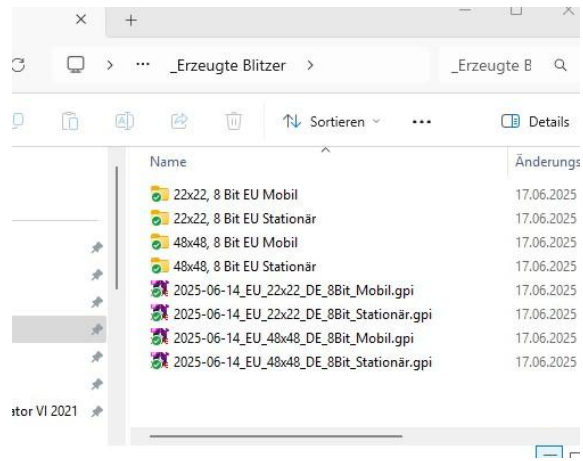 _Erzeugte Blitzer
_Erzeugte B
Sortieren
Details
Name
Änderungs
22x22, 8 Bit EU Mobil
17.06.2025
22x22, 8 Bit EU Stationär
17.06.2025
48x48, 8 Bit EU Mobil
17.06.2025
48x48, 8 Bit EU Stationär
17.06.2025
2025-06-14_EU_22x22_DE_8Bit_Mobil.gpi
17.06.2025
2025-06-14_EU_22x22_DE_8Bit_Stationär.gpi
17.06.2025
2025-06-14_EU_48x48_DE_8Bit_Mobil.gpi
17.06.2025
2025-06-14_EU_48x48_DE_8Bit_Stationär.gpi
17.06.2025
ator VI 2021